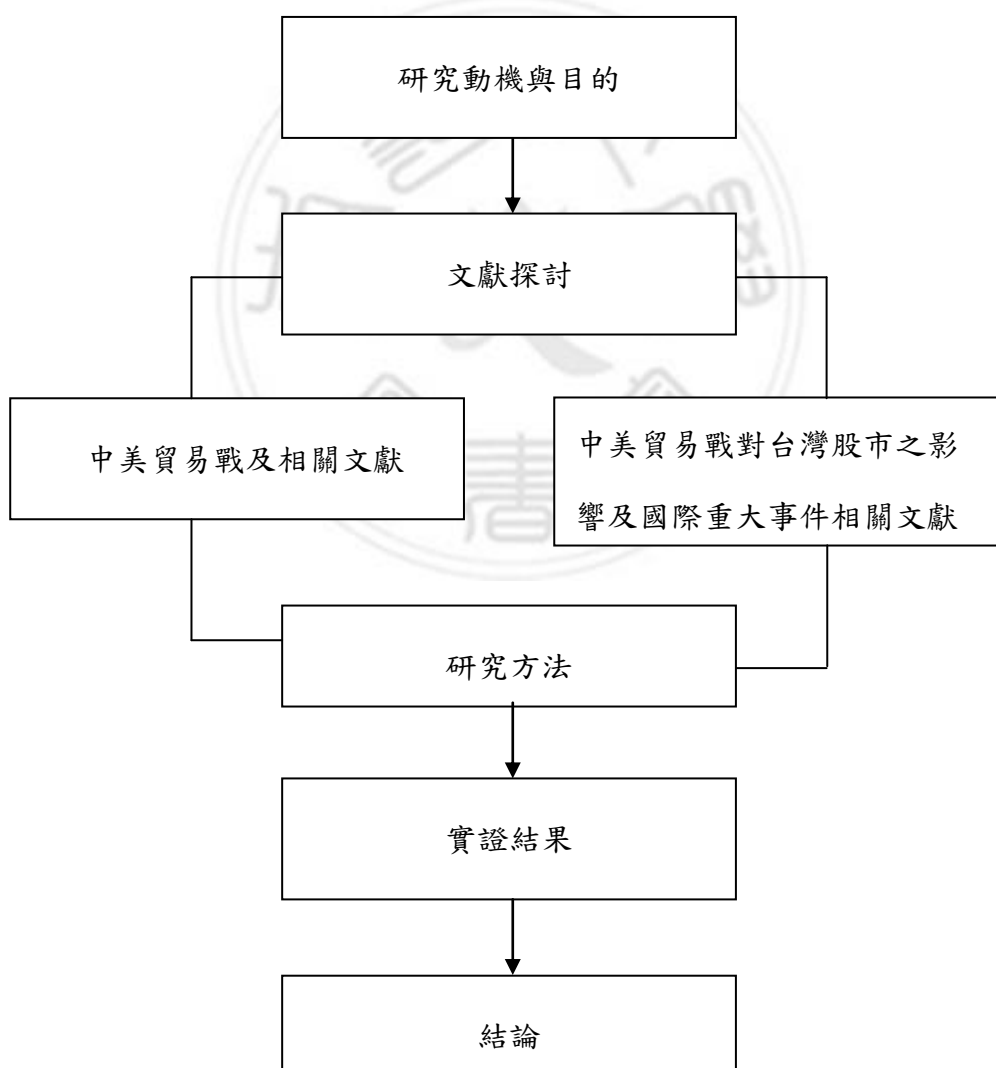 研究動機與目的
文獻探討
中美貿易戰及相關文獻
中美貿易戰對台灣股市之影
響及國際重大事件相關文獻
研究方法
實證結果
結論